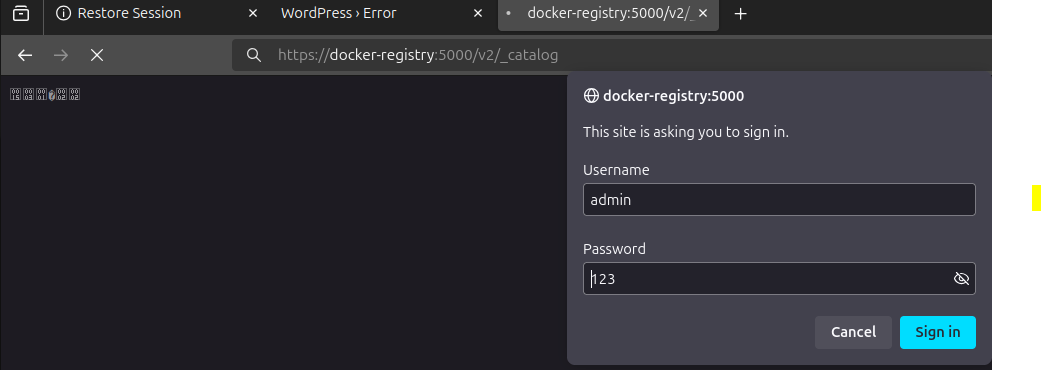 Restore Session
WordPress › Error
docker-registry:5000/v2/_
https://docker-registry:5000/v2/_catalog
docker-registry:5000
This site is asking you to sign in.
Username
admin
Password
123
Cancel
Sign in